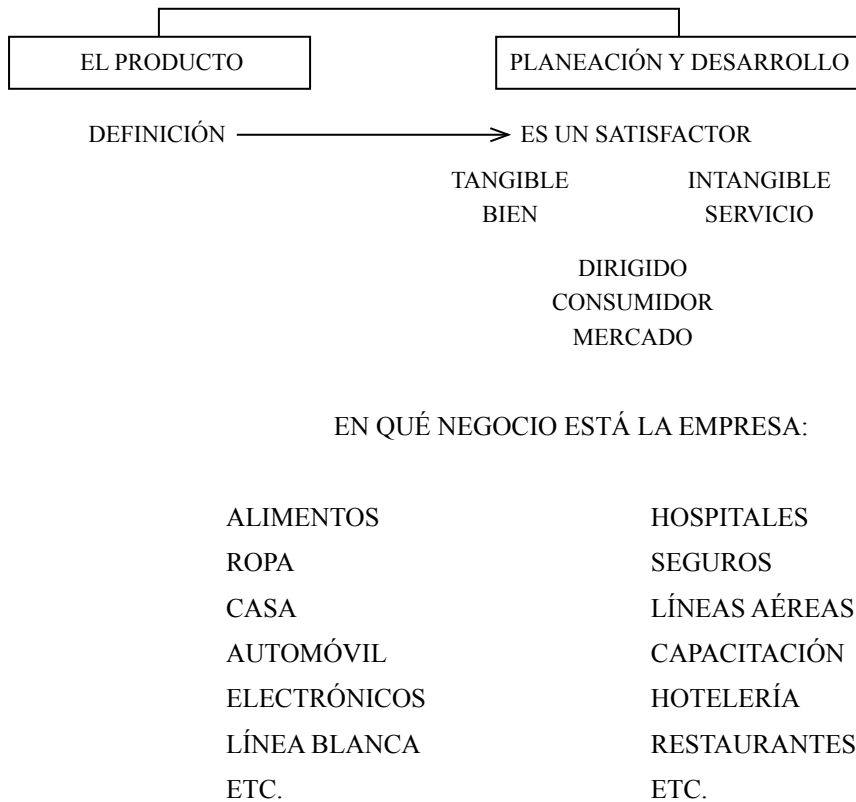 EL PRODUCTO
PLANEACIÓN Y DESARROLLO
DEFINICIÓN
ES UN SATISFACTOR
TANGIBLE
BIEN
INTANGIBLE
SERVICIO
DIRIGIDO
CONSUMIDOR
MERCADO
EN QUÉ NEGOCIO ESTÁ LA EMPRESA:
ALIMENTOS
ROPA
CASA
AUTOMÓVIL
ELECTRÓNICOS
LÍNEA BLANCA
ETC.
HOSPITALES
SEGUROS
LÍNEAS AÉREAS
CAPACITACIÓN
HOTELERÍA
RESTAURANTES
ETC.